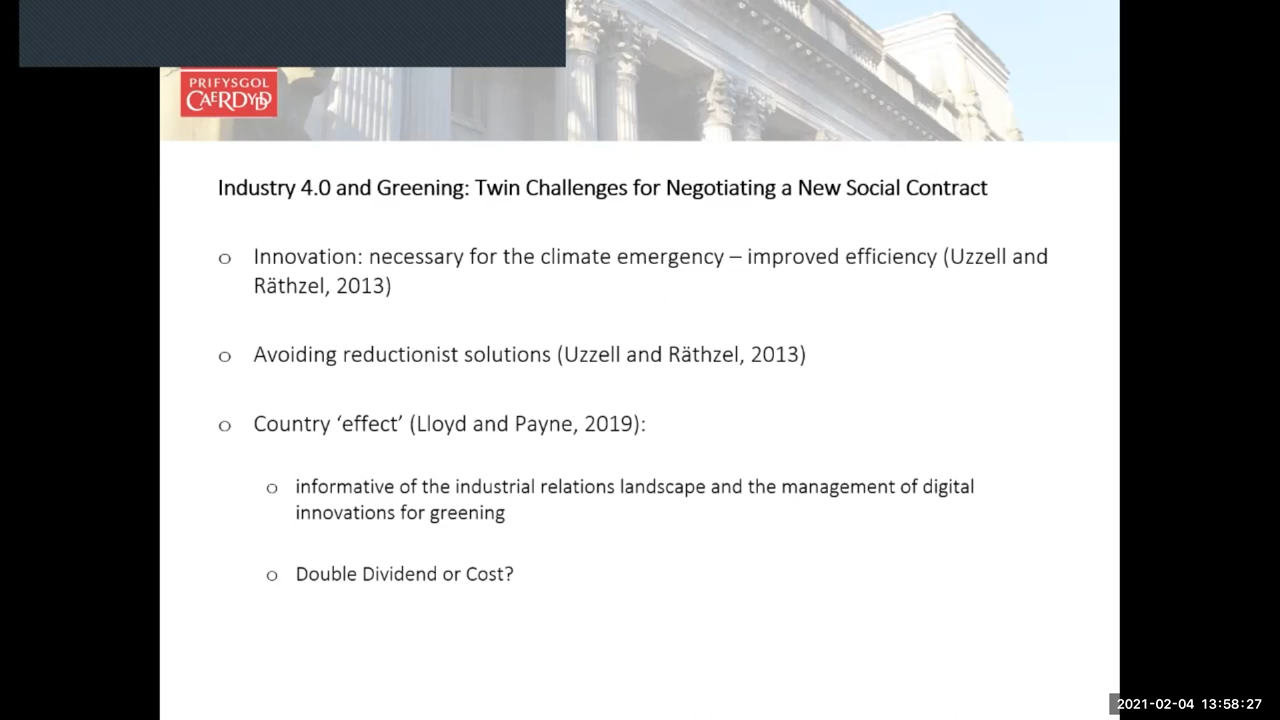 PRIFYSGOL
CAERDYDD
Industry 4.0 and Greening: Twin Challenges for Negotiating a New Social Contract
o Innovation: necessary for the climate emergency – improved efficiency (Uzzell and
Räthzel, 2013)
o Avoiding reductionist solutions (Uzzell and Räthzel, 2013)
o Country ‘effect’ (Lloyd and Payne, 2019):
o informative of the industrial relations landscape and the management of digital
innovations for greening
o Double Dividend or Cost?
2021-02-04 13:58:27